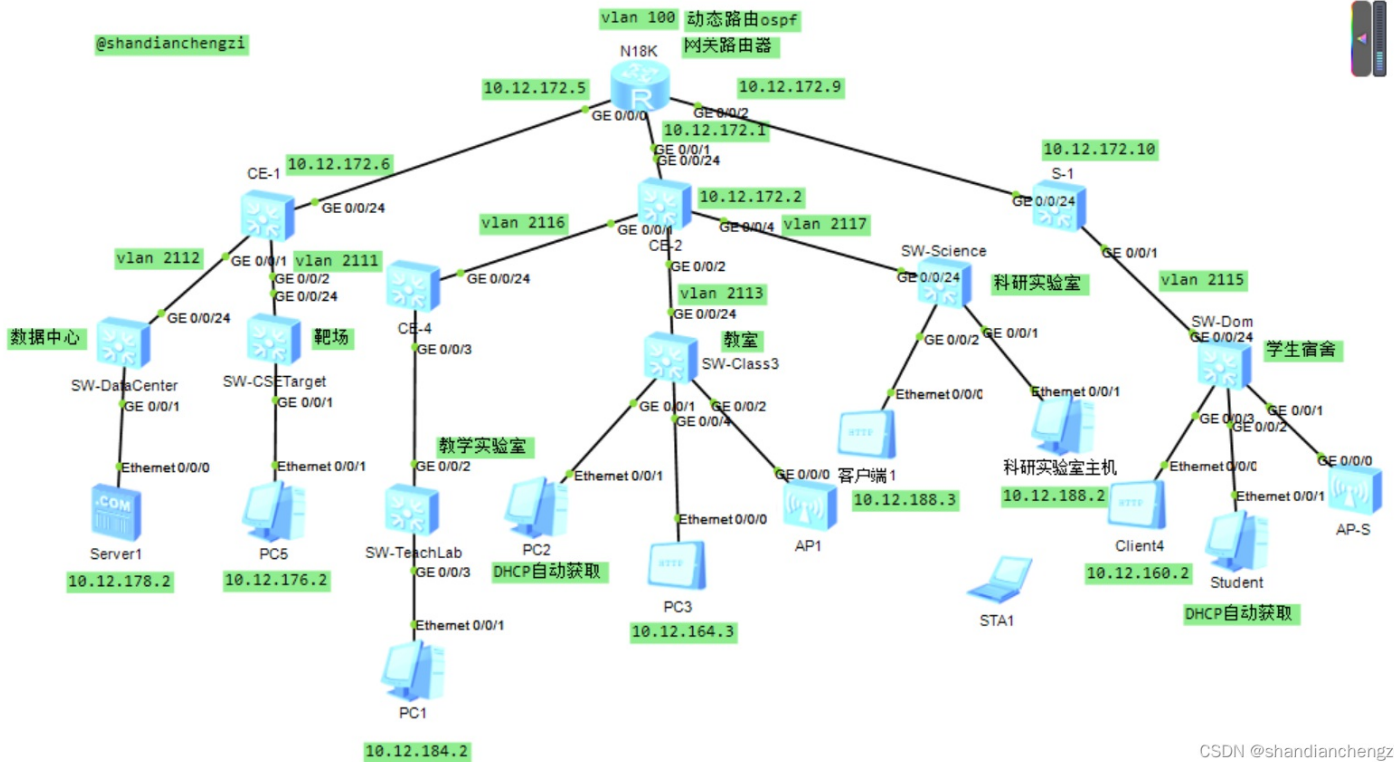 vlan 100 动态路由ospf
@shandianchengzi
N18K 网关路由器
10.12.172.5
10.12.172.9
GE 0/0/0
GE 0/0/2
10.12.172.1
GE 0/0/1
GE 0/0/24
10.12.172.6
10.12.172.10
CE-1
S-1
GE 0/0/24
10.12.172.2
GE 0/0/24
vlan 2116
GE 0/0/1
GE 0/0/4
vlan 2117
CE-2
vlan 2112
GE 0/0/1
vlan 2111
GE 0/0/2
GE 0/0/24
GE 0/0/24
CE-4
GE 0/0/2
SW-Science
GE 0/0/24
科研实验室
GE 0/0/1
vlan 2115
vlan 2113
GE 0/0/24
GE 0/0/24
数据中心
靶场
SW-DataCenter
SW-CSETarget
GE 0/0/3
教室
SW-Class3
GE 0/0/2
GE 0/0/1
SW-Dom
GE 0/0/24
学生宿舍
GE 0/0/1
GE 0/0/1
GE 0/0/1
GE 0/0/2
GE 0/0/4
Ethernet 0/0/0
Ethernet 0/0/1
GE 0/0/3
GE 0/0/1
GE 0/0/2
教学实验室
Ethernet 0/0/0
Ethernet 0/0/1
GE 0/0/2
Ethernet 0/0/1
GE 0/0/0
客户端1
科研实验室主机
Ethernet 0/0/0
GE 0/0/0
10.12.188.3
10.12.188.2
Ethernet 0/0/1
Server1
PC5
SW-TeachLab
PC2
Ethernet 0/0/0
AP1
Client4
AP-S
10.12.178.2
10.12.176.2
GE 0/0/3
DHCP自动获取
10.12.160.2
Student
PC3
STA1
DHCP自动获取
Ethernet 0/0/1
10.12.164.3
PC1
10.12.184.2
CSDN @shandianchengz